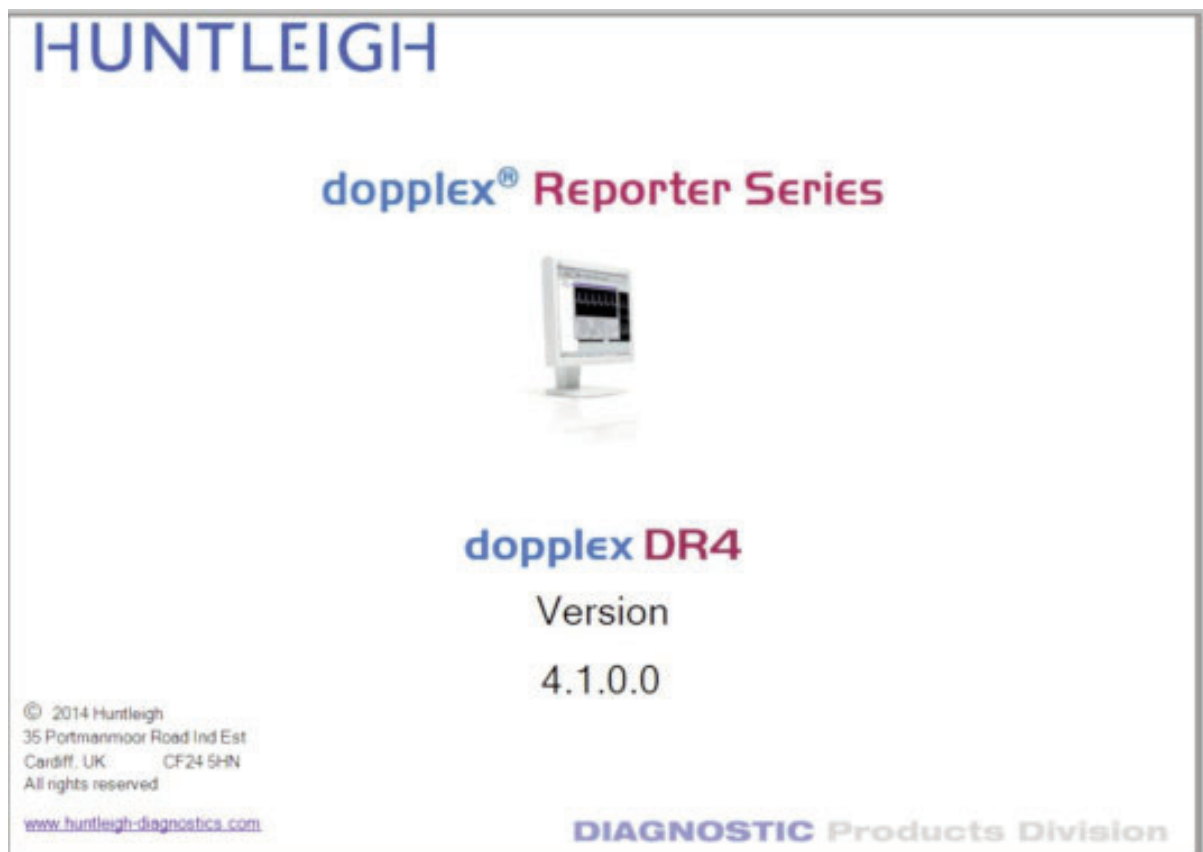 HUNTLEIGH
dopplex® Reporter Series
dopplex DR4
Version
4.1.0.0
© 2014 Huntleigh
35 Portmanmoor Road Ind Est
Cardiff. UK CF24 5HN
All rights reserved
www.huntleigh-diagnostics.com
DIAGNOSTIC Products Division